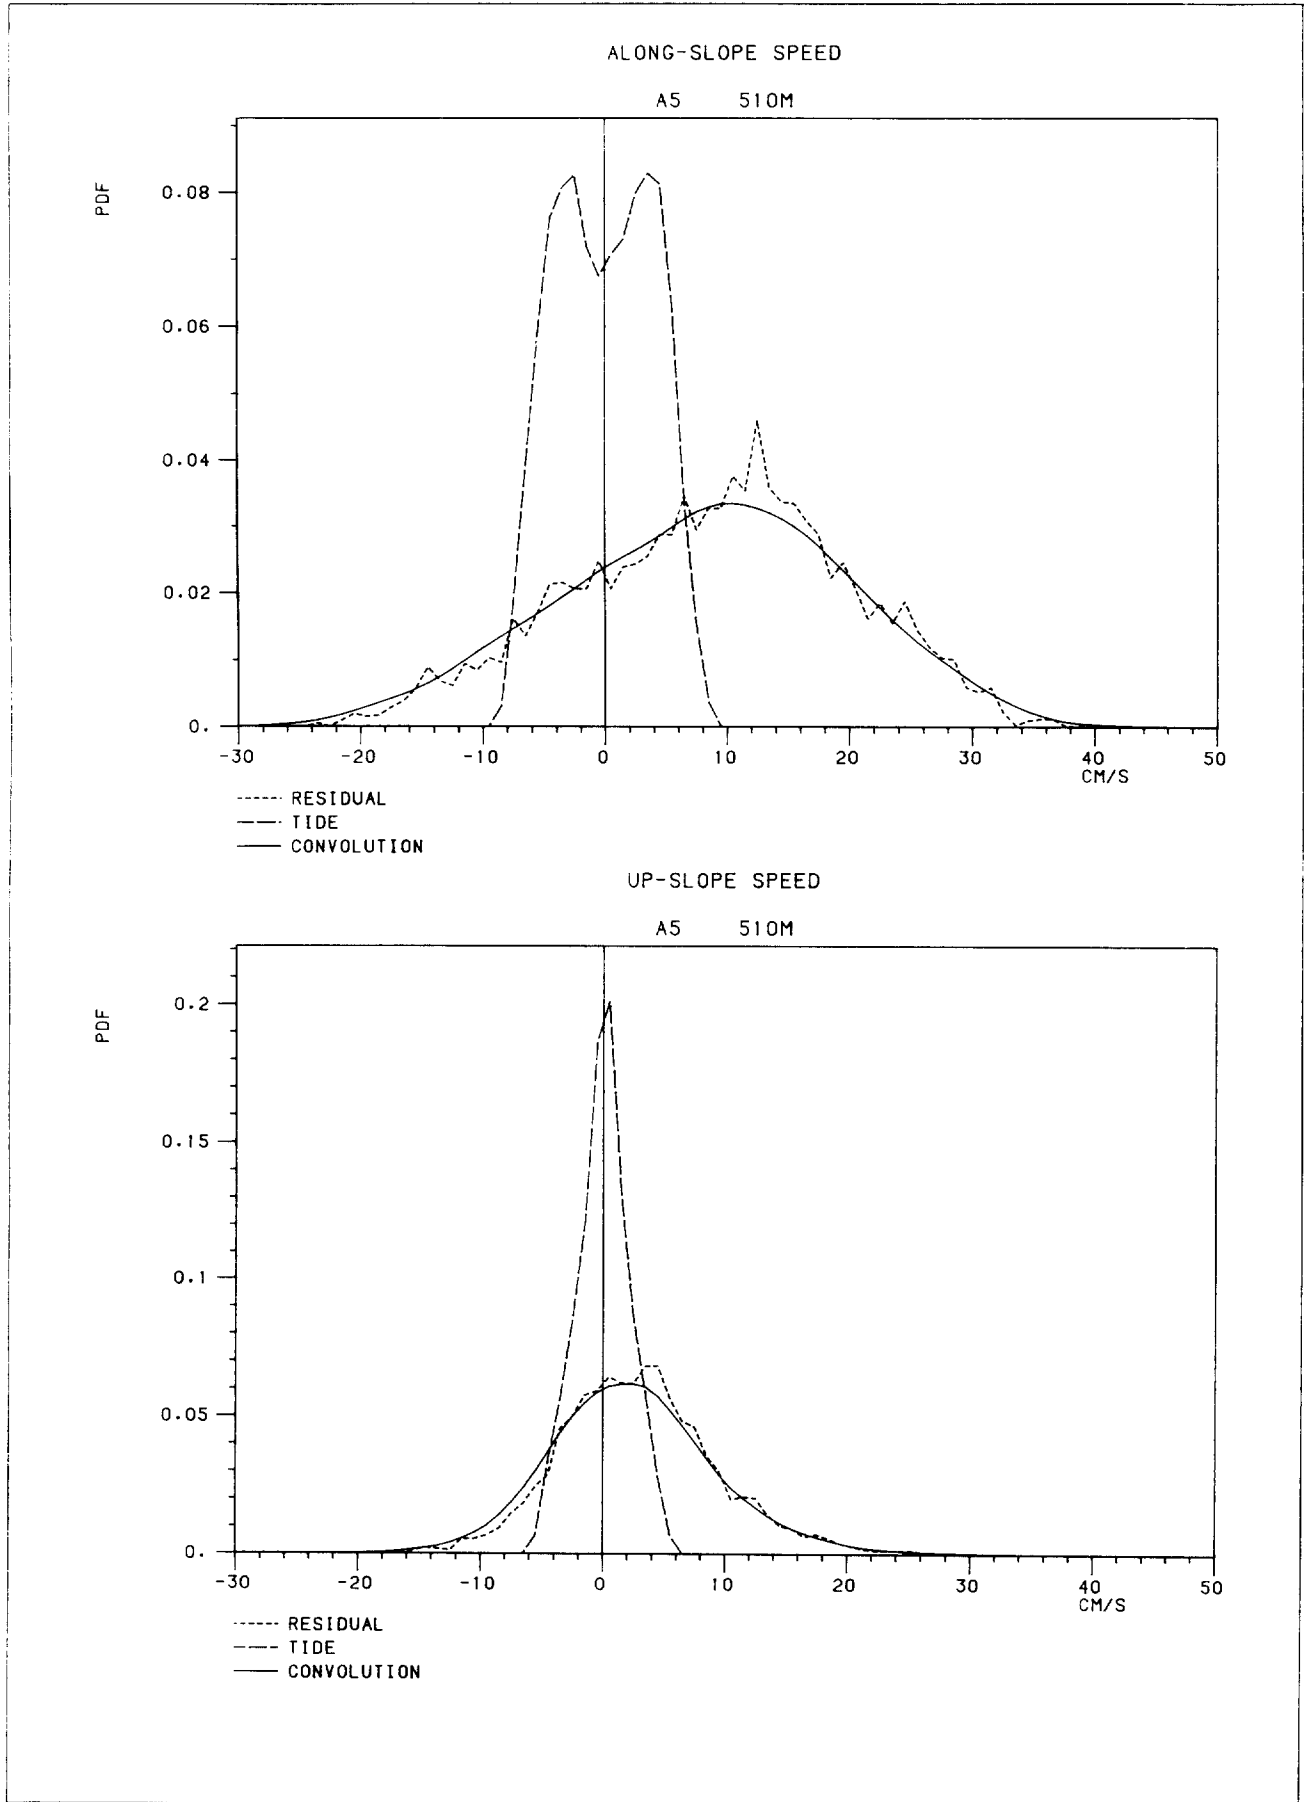 ALONG-SLOPE SPEED
A5 510M
PDF
0.08
0.06
0.04
0.02
0.
-30 -20 -10 0 10 20 30 40 50
CM/S
RESIDUAL
TIDE
CONVOLUTION
UP-SLOPE SPEED
A5 510M
PDF
0.2
0.15
0.1
0.05
0.
-30 -20 -10 0 10 20 30 40 50
CM/S
RESIDUAL
TIDE
CONVOLUTION